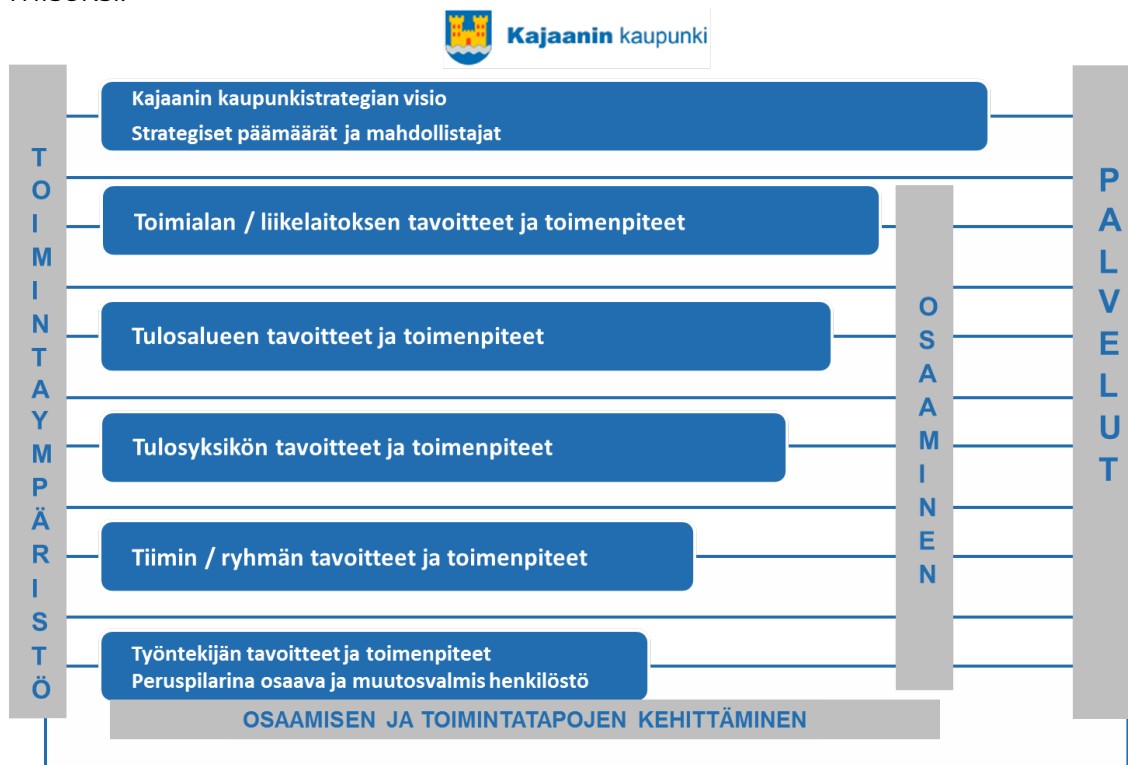 Kajaanin kaupunki
Kajaanin kaupunkistrategian visio
Strategiset päämäärät ja mahdollistajat
TOIMINTAYMPÄRISTÖ
Toimialan / liikelaitoksen tavoitteet ja toimenpiteet
Tulosalueen tavoitteet ja toimenpiteet
Tulosyksikön tavoitteet ja toimenpiteet
Tiimin / ryhmän tavoitteet ja toimenpiteet
Työntekijän tavoitteet ja toimenpiteet
Peruspilarina osaava ja muutosvalmis henkilöstö
OSAAMINEN
PALVELUT
OSAAMISEN JA TOIMINTATAPOJEN KEHITTÄMINEN